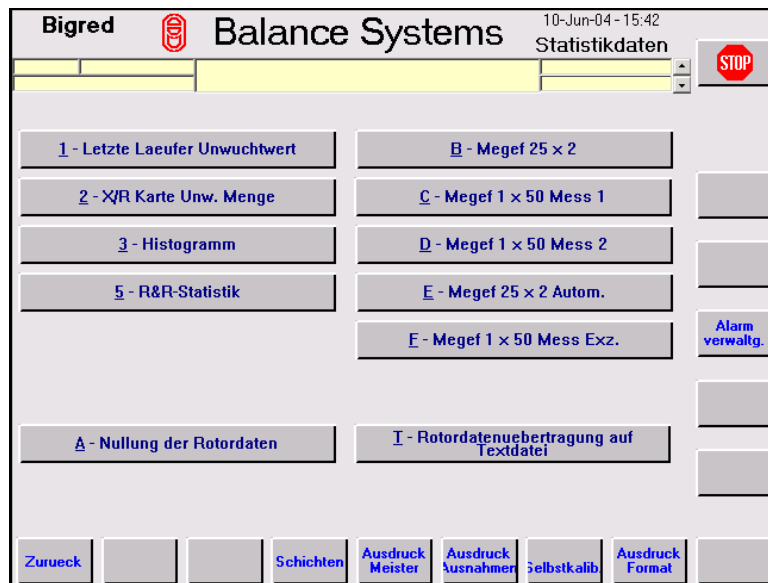 Bigred
Balance Systems
10-Jun-04 - 15:42
Statistikdaten
STOP
1 - Letzte Laeufer Unwuchtwert
B - Megef 25 x 2
2 - X/R Karte Unw. Menge
C - Megef 1 x 50 Mess 1
3 - Histogramm
D - Megef 1 x 50 Mess 2
5 - R&R-Statistik
E - Megef 25 x 2 Autom.
F - Megef 1 x 50 Mess Exz.
Alarm
verwaltg.
A - Nullung der Rotordaten
T - Rotordatenuebertragung auf
Textdatei
Zurueck
Schichten
Ausdruck
Meister
Ausdruck
Ausnahmen
Selbstkalib.
Ausdruck
Format